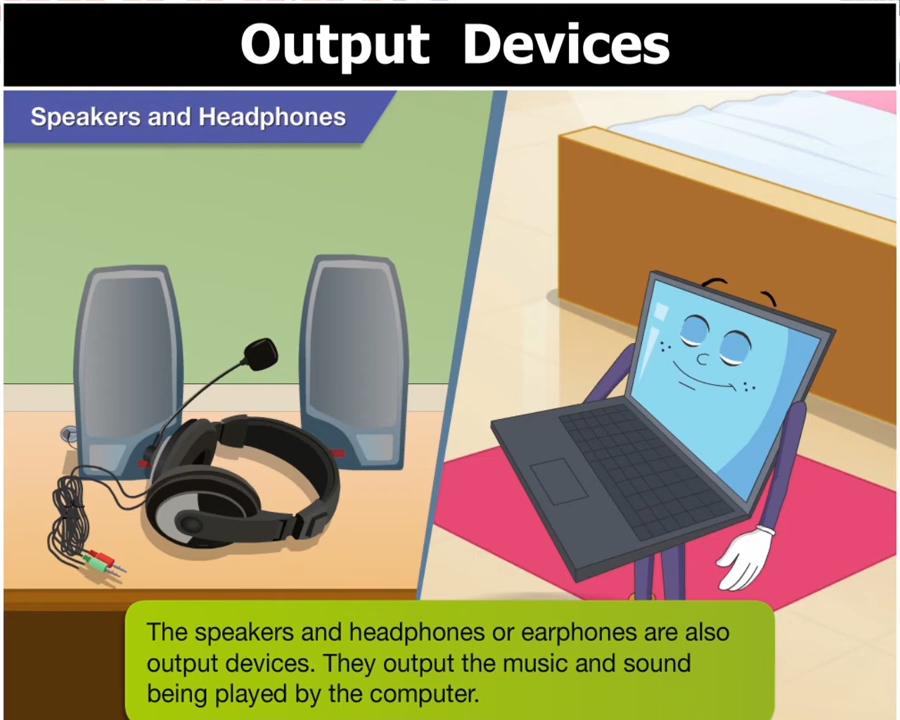 Output Devices
Speakers and Headphones
The speakers and headphones or earphones are also
output devices. They output the music and sound
being played by the computer.